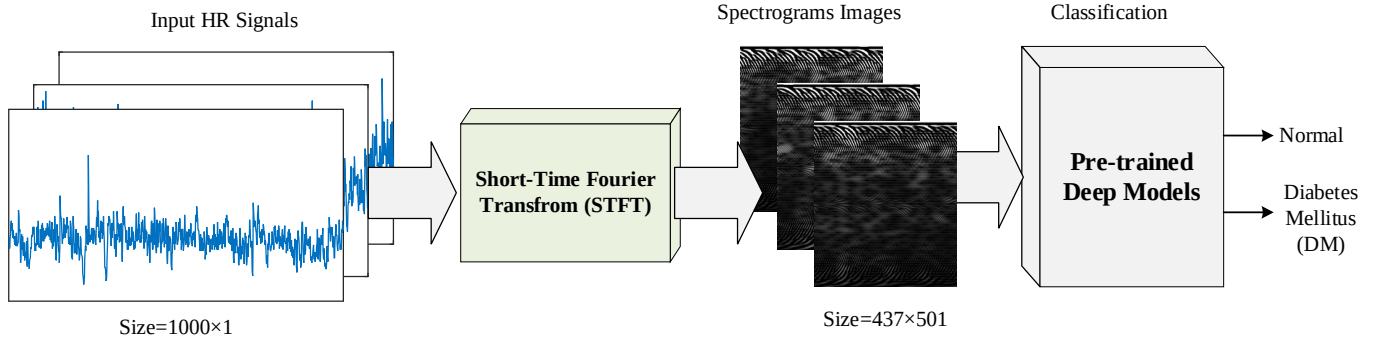 Input HR Signals
Spectrograms Images
Classification
Short-Time Fourier
Transfrom (STFT)
Pre-trained
Deep Models
Normal
Diabetes
Mellitus
(DM)
Size=1000×1
Size=437×501